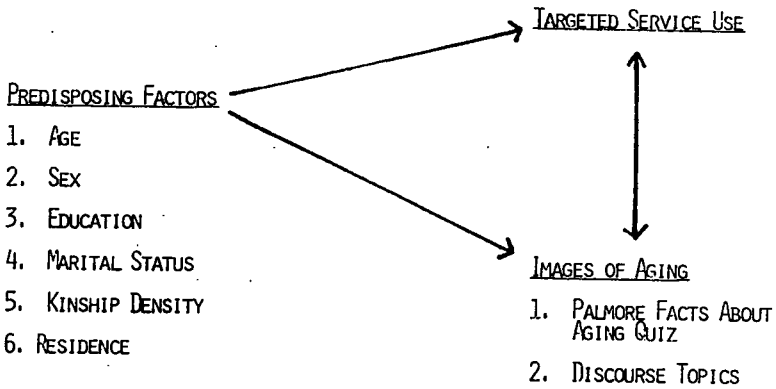 TARGETED SERVICE USE
PREDISPOSING FACTORS
1. AGE
2. SEX
3. EDUCATION
4. MARITAL STATUS
5. KINSHIP DENSITY
6. RESIDENCE
IMAGES OF AGING
1. PALMORE FACTS ABOUT
AGING QUIZ
2. DISCOURSE TOPICS